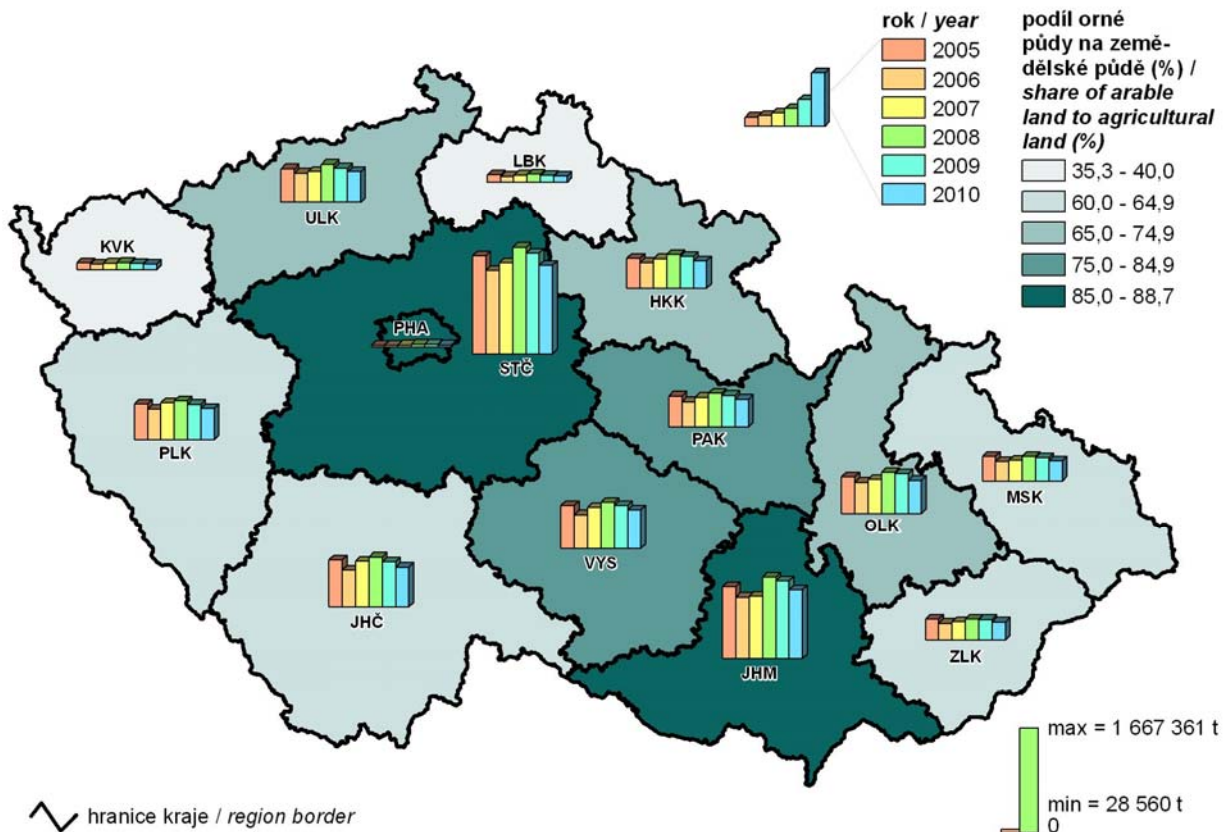 rok / year
2005
2006
2007
2008
2009
2010
podíl orné
půdy na země-
dělské půdě (%) /
share of arable
land to agricultural
land (%)
35,3 - 40,0
60,0 - 64,9
65,0 - 74,9
75,0 - 84,9
85,0 - 88,7
LBK
ULK
KVK
HKK
PHA
STČ
PAK
PLK
MSK
OLK
VYS
JHČ
ZLK
JHM
max = 1 667 361 t
min = 28 560 t
0
hranice kraje / region border